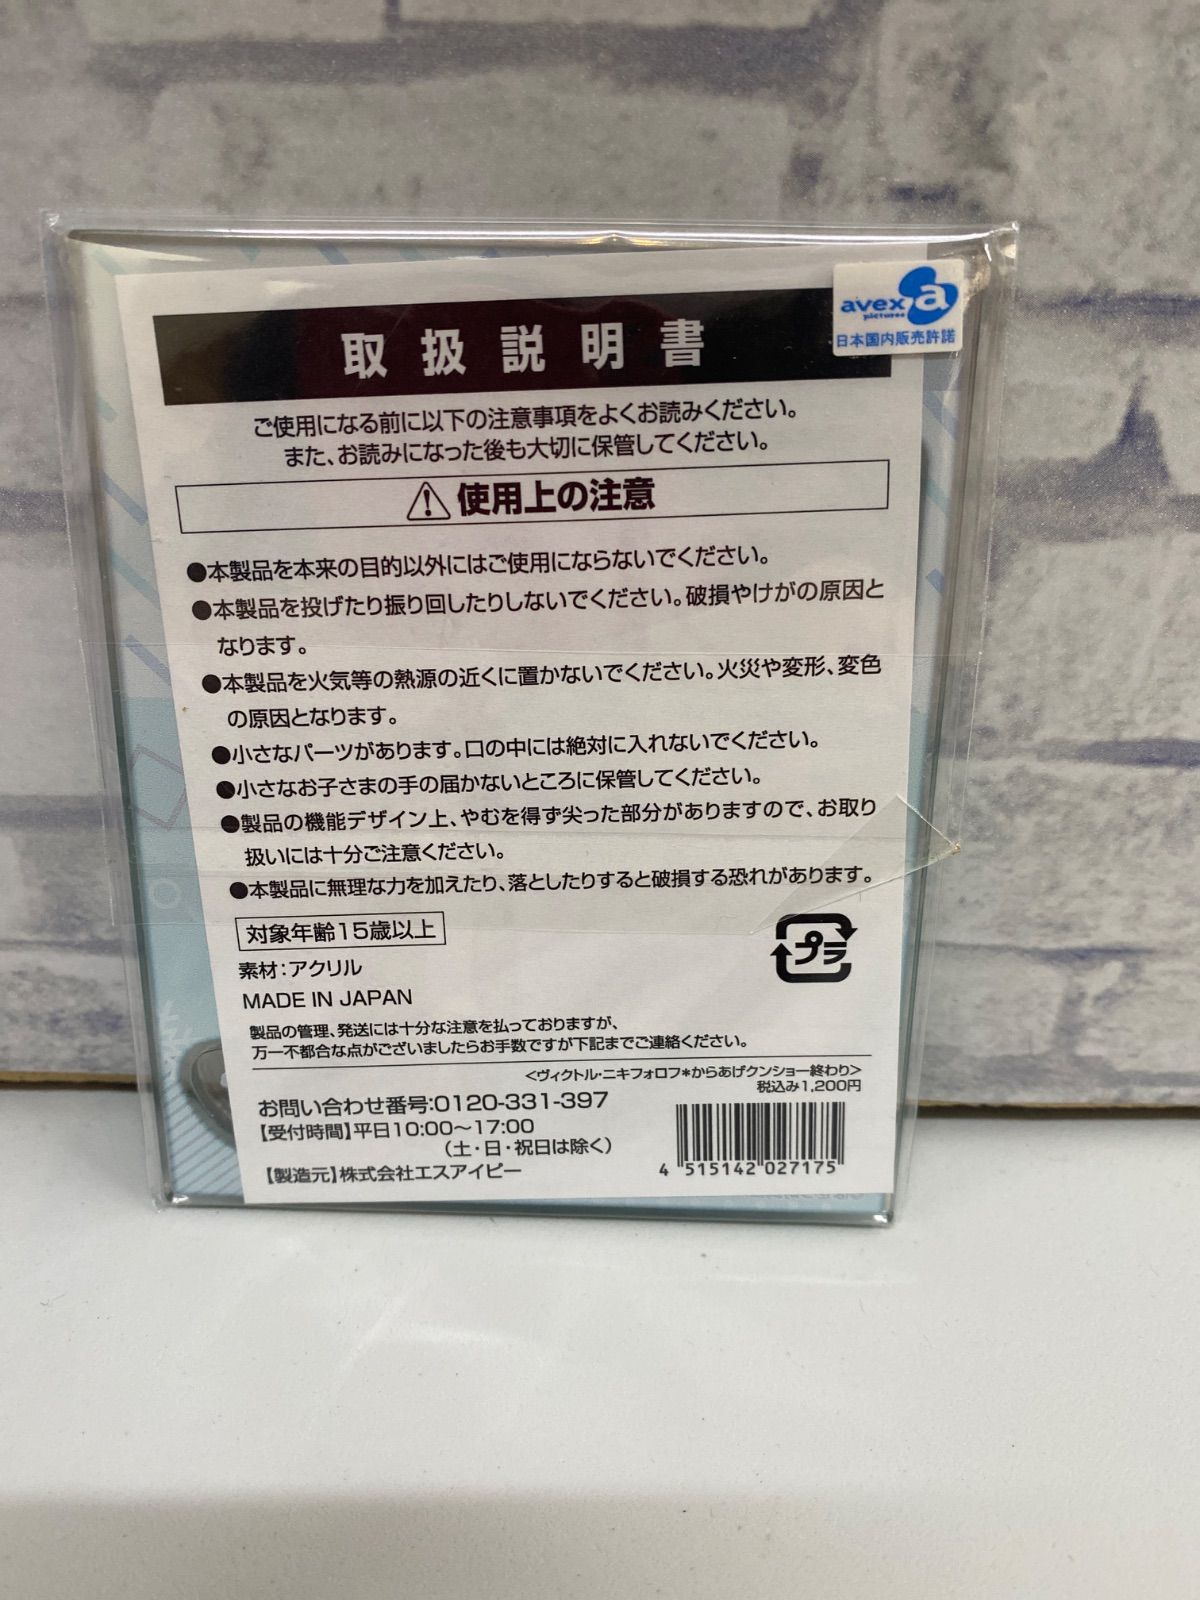 avex a
pictures
日本国内販売許諾
取扱説明書
ご使用になる前に以下の注意事項をよくお読みください。
また、お読みになった後も大切に保管してください。
使用上の注意
●本製品を本来の目的以外にはご使用にならないでください。
●本製品を投げたり振り回したりしないでください。破損やけがの原因と
なります。
●本製品を火気等の熱源の近くに置かないでください。火災や変形、変色
の原因となります。
●小さなパーツがあります。口の中には絶対に入れないでください。
●小さなお子さまの手の届かないところに保管してください。
●製品の機能デザイン上、やむを得ず尖った部分がありますので、お取り
扱いには十分ご注意ください。
●本製品に無理な力を加えたり、落としたりすると破損する恐れがあります。
対象年齢15歳以上
プラ
素材：アクリル
MADE IN JAPAN
製品の管理、発送には十分な注意を払っておりますが、
万一不都合な点がございましたらお手数ですが下記までご連絡ください。
<ヴィクトル・ニキフォロフ*からあげクンショー終わり>
税込み1,200円
お問い合わせ番号:0120-331-397
【受付時間】平日10:00～17:00
（土・日・祝日は除く）
【製造元】株式会社エスアイピー
4 515142 027175